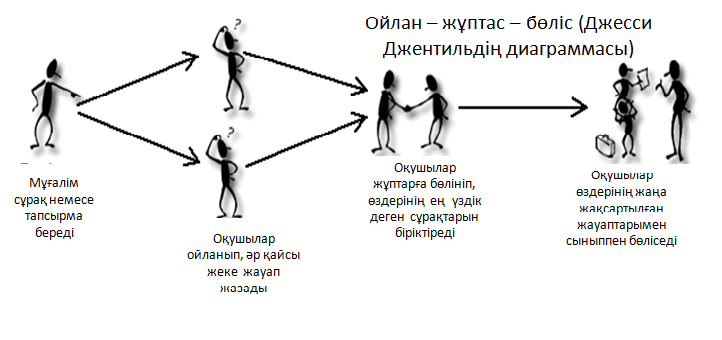 Ойлан – жұптас – бөліс (Джесси
Джентильдің диаграммасы)
?
?
Мұғалім
сұрақ немесе
тапсырма
береді
Оқушылар
ойланып, әр қайсы
жеке жауап
жазады
Оқушылар
жұптарға бөлініп,
өздерінің ең үздік
деген сұрақтарын
біріктіреді
Оқушылар
өздерінің жаңа
жақсартылған
жауаптарымен
сыныппен бөліседі